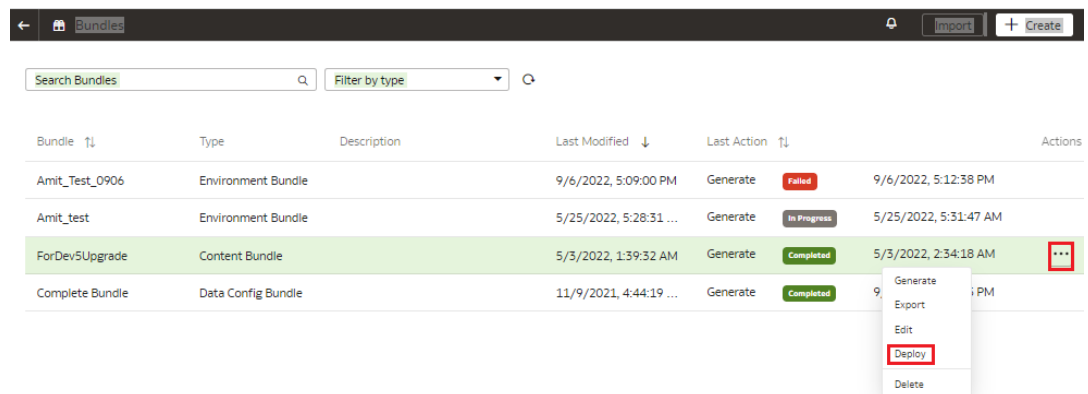 Bundles Import + Create
Search Bundles Filter by type
Bundle Type Description Last Modified Last Action Actions
Amit_Test_0906 Environment Bundle 9/6/2022, 5:09:00 PM Generate Failed 9/6/2022, 5:12:38 PM
Amit_test Environment Bundle 5/25/2022, 5:28:31 ... Generate In Progress 5/25/2022, 5:31:47 AM
ForDev5Upgrade Content Bundle 5/3/2022, 1:39:32 AM Generate Completed 5/3/2022, 2:34:18 AM ...
Complete Bundle Data Config Bundle 11/9/2021, 4:44:19 ... Generate Completed 9 PM
Generate
Export
Edit
Deploy
Delete